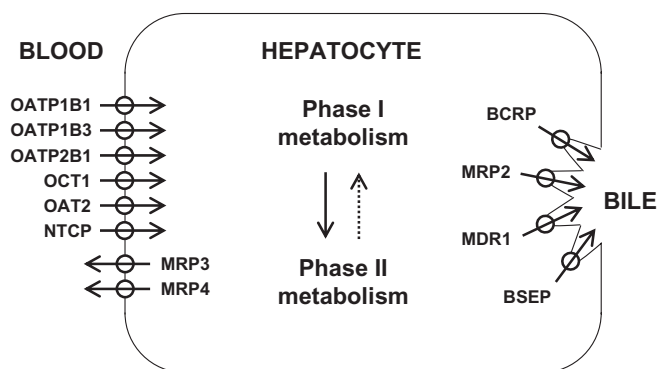 BLOOD
HEPATOCYTE
OATP1B1
OATP1B3
OATP2B1
OCT1
OAT2
NTCP
MRP3
MRP4
Phase I
metabolism
Phase II
metabolism
BCRP
MRP2
MDR1
BSEP
BILE